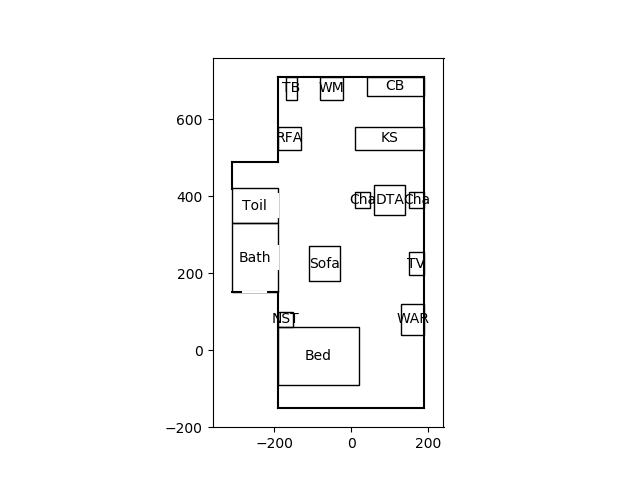 TB WM CB
600
RFA KS
400
Toil Cha DTA Cha
Bath Sofa TV
200
NST WAR
0
Bed
−200
−200 0 200